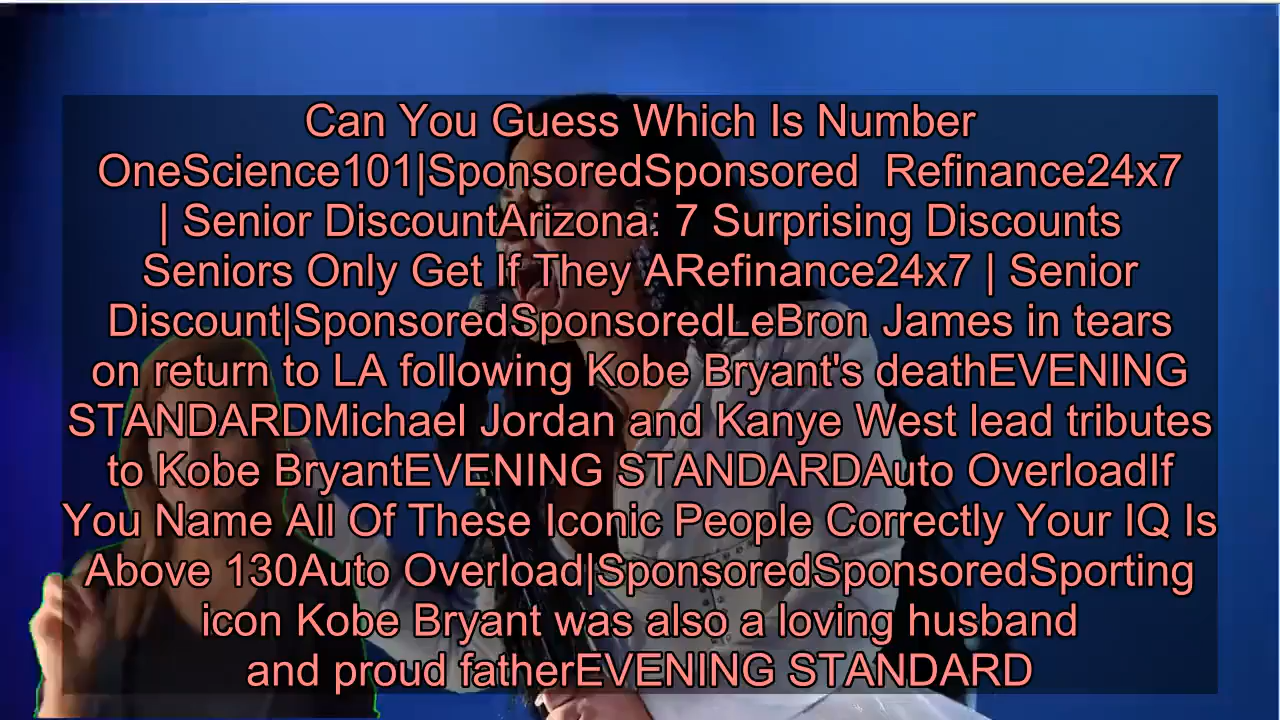 Can You Guess Which Is Number
OneScience101|SponsoredSponsored  Refinance24x7
| Senior DiscountArizona: 7 Surprising Discounts
Seniors Only Get If They ARefinance24x7 | Senior
Discount|SponsoredSponsoredLeBron James in tears
on return to LA following Kobe Bryant's deathEVENING
STANDARDMichael Jordan and Kanye West lead tributes
to Kobe BryantEVENING STANDARDAuto OverloadIf
You Name All Of These Iconic People Correctly Your IQ Is
Above 130Auto Overload|SponsoredSponsoredSporting
icon Kobe Bryant was also a loving husband
and proud fatherEVENING STANDARD